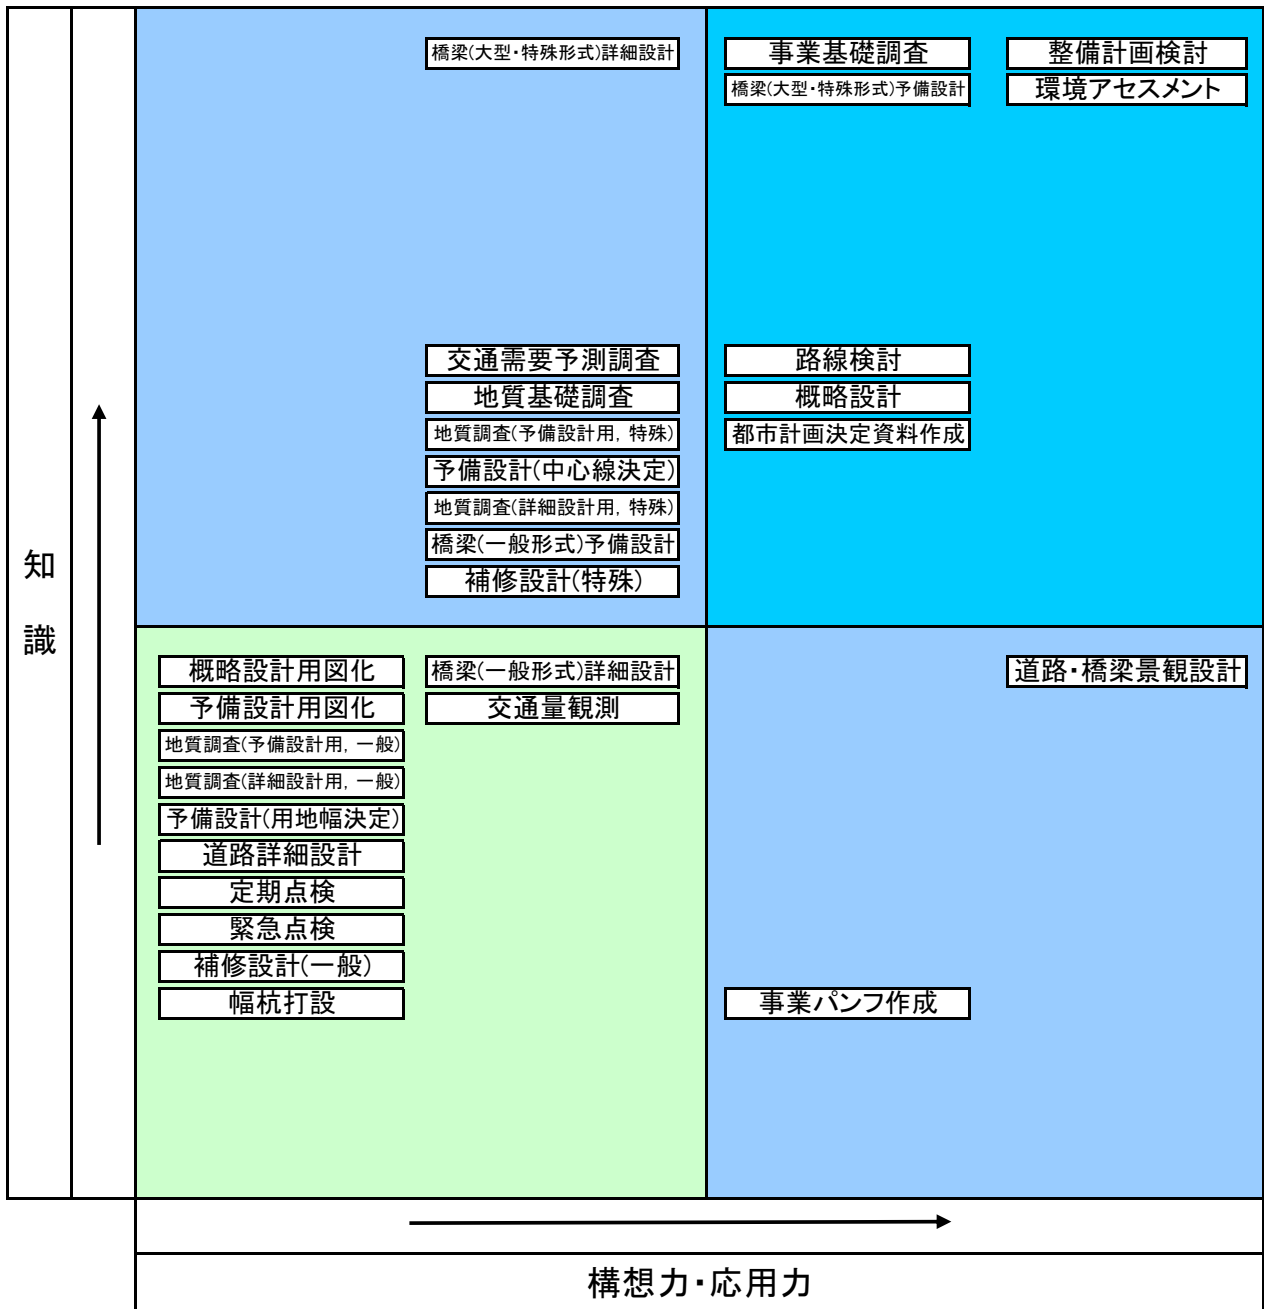 橋梁(大型・特殊形式)詳細設計
事業基礎調査
整備計画検討
橋梁(大型・特殊形式)予備設計
環境アセスメント
交通需要予測調査
路線検討
地質基礎調査
概略設計
地質調査(予備設計用, 特殊)
都市計画決定資料作成
予備設計(中心線決定)
地質調査(詳細設計用, 特殊)
橋梁(一般形式)予備設計
補修設計(特殊)
知
識
概略設計用図化
橋梁(一般形式)詳細設計
道路・橋梁景観設計
予備設計用図化
交通量観測
地質調査(予備設計用, 一般)
地質調査(詳細設計用, 一般)
予備設計(用地幅決定)
道路詳細設計
定期点検
緊急点検
補修設計(一般)
幅杭打設
事業パンフ作成
構想力・応用力